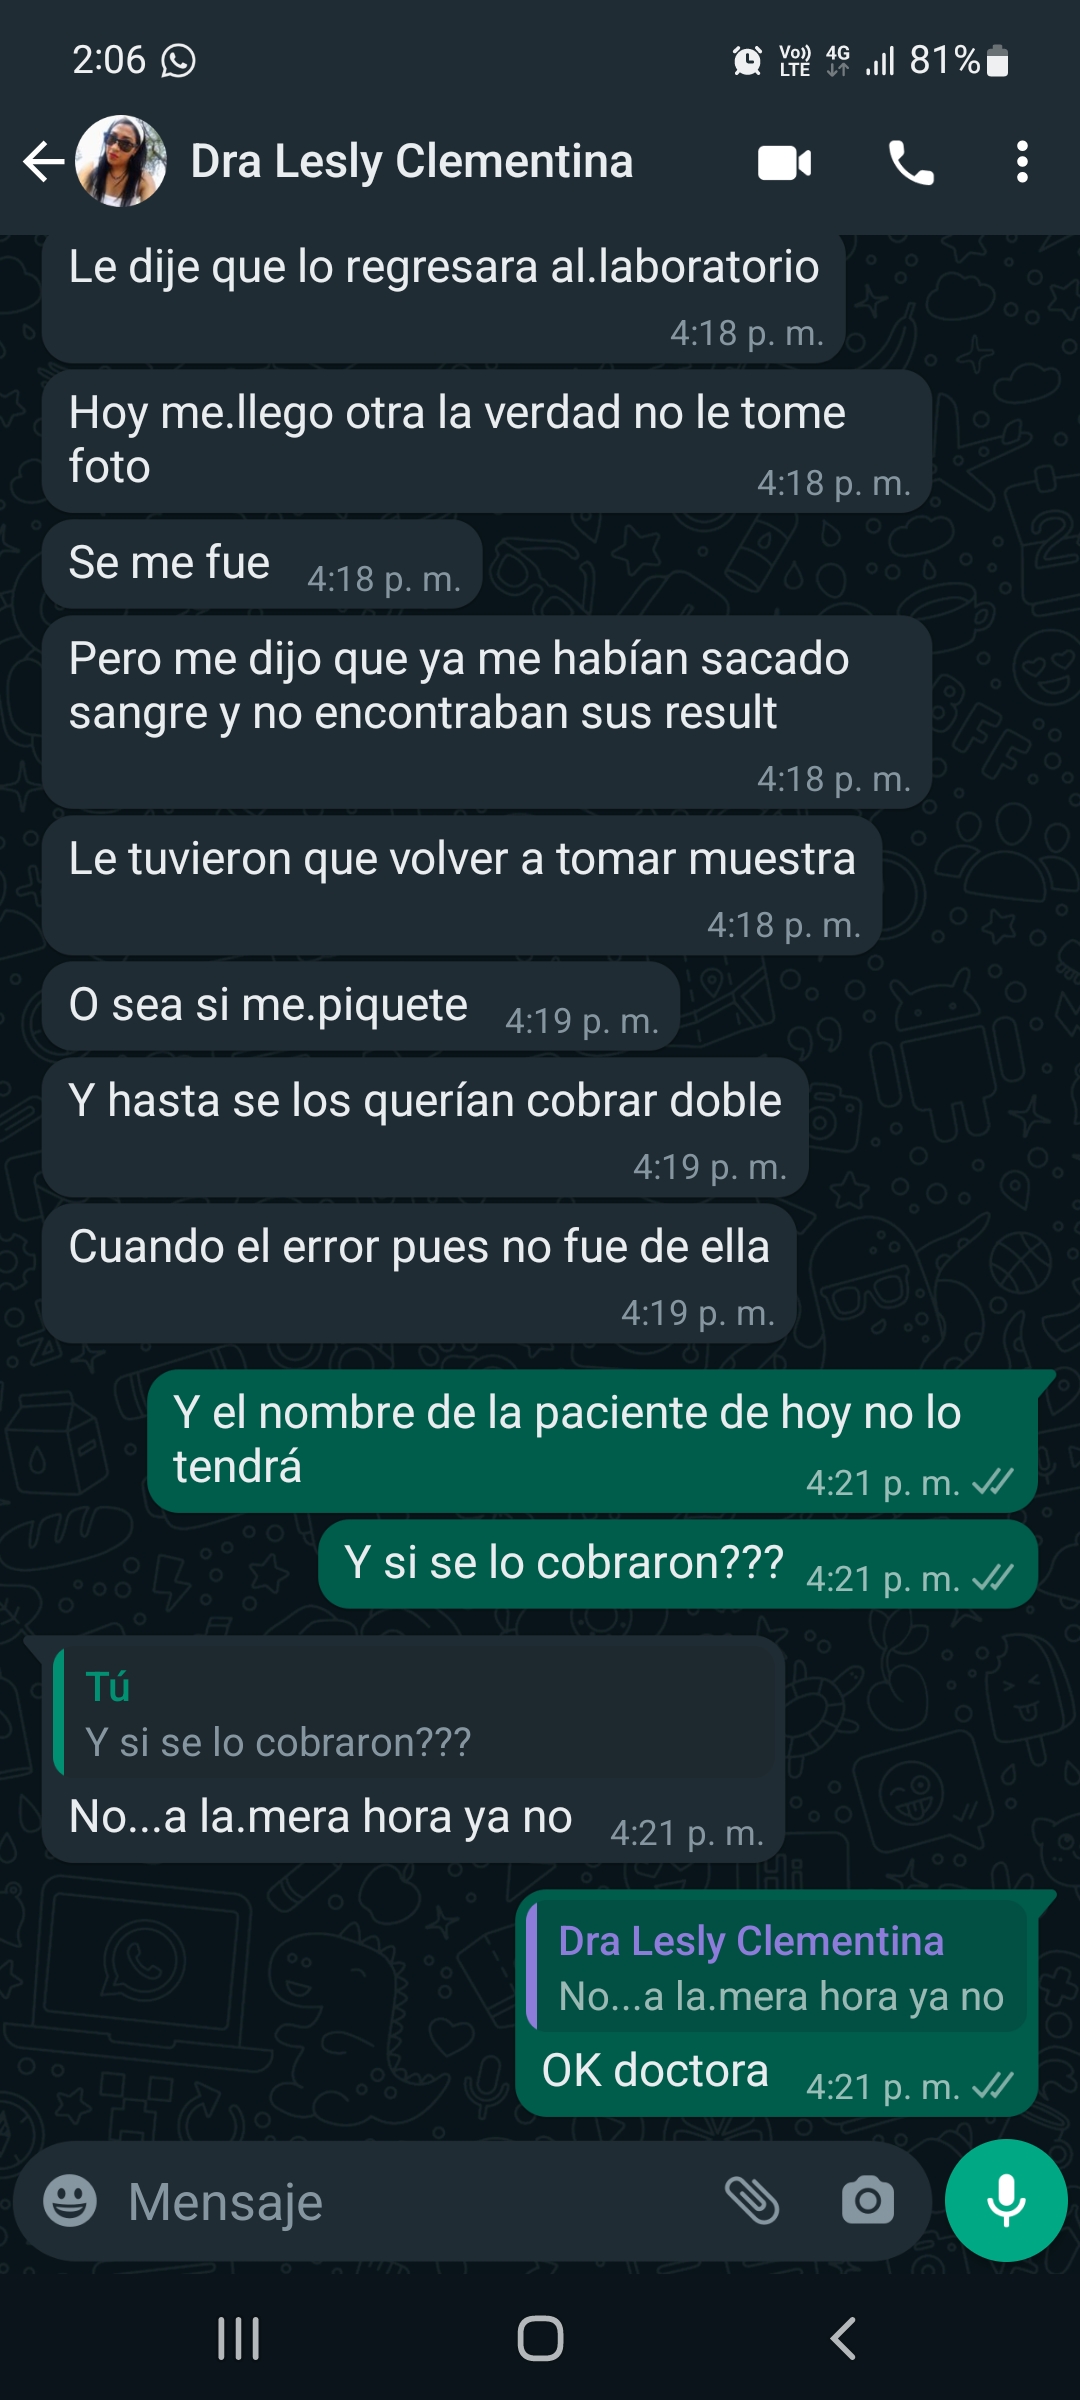 2:06
Vo)) LTE 4G 81%
Dra Lesly Clementina
Le dije que lo regresara al.laboratorio
4:18 p. m.
Hoy me.llego otra la verdad no le tome
foto
4:18 p. m.
Se me fue 4:18 p. m.
Pero me dijo que ya me habían sacado
sangre y no encontraban sus result
4:18 p. m.
Le tuvieron que volver a tomar muestra
4:18 p. m.
O sea si me.piquete 4:19 p. m.
Y hasta se los querían cobrar doble
4:19 p. m.
Cuando el error pues no fue de ella
4:19 p. m.
Y el nombre de la paciente de hoy no lo
tendrá
4:21 p. m.
Y si se lo cobraron??? 4:21 p. m.
Tú
Y si se lo cobraron???
No...a la.mera hora ya no 4:21 p. m.
Dra Lesly Clementina
No...a la.mera hora ya no
OK doctora 4:21 p. m.
Mensaje